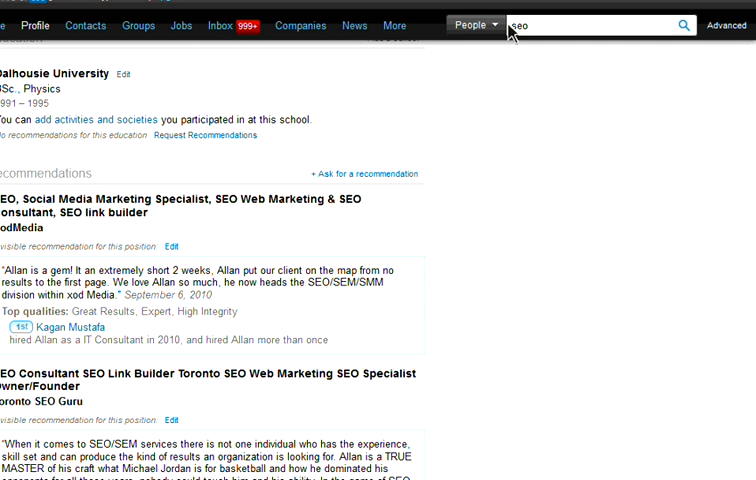 Profile Contacts Groups Jobs Inbox 999+ Companies News More People seo Advanced
Dalhousie University Edit
BSc., Physics
1991 – 1995
You can add activities and societies you participated in at this school.
No recommendations for this education Request Recommendations
ecommendations + Ask for a recommendation
EO, Social Media Marketing Specialist, SEO Web Marketing & SEO
onsultant, SEO link builder
odMedia
visible recommendation for this position: Edit
“Allan is a gem! It an extremely short 2 weeks, Allan put our client on the map from no
results to the first page. We love Allan so much, he now heads the SEO/SEM/SMM
division within xod Media.” September 6, 2010
Top qualities: Great Results, Expert, High Integrity
1st Kagan Mustafa
hired Allan as a IT Consultant in 2010, and hired Allan more than once
EO Consultant SEO Link Builder Toronto SEO Web Marketing SEO Specialist
Owner/Founder
oronto SEO Guru
visible recommendation for this position: Edit
“When it comes to SEO/SEM services there is not one individual who has the experience,
skill set and can produce the kind of results an organization is looking for. Allan is a TRUE
MASTER of his craft what Michael Jordan is for basketball and how he dominated his